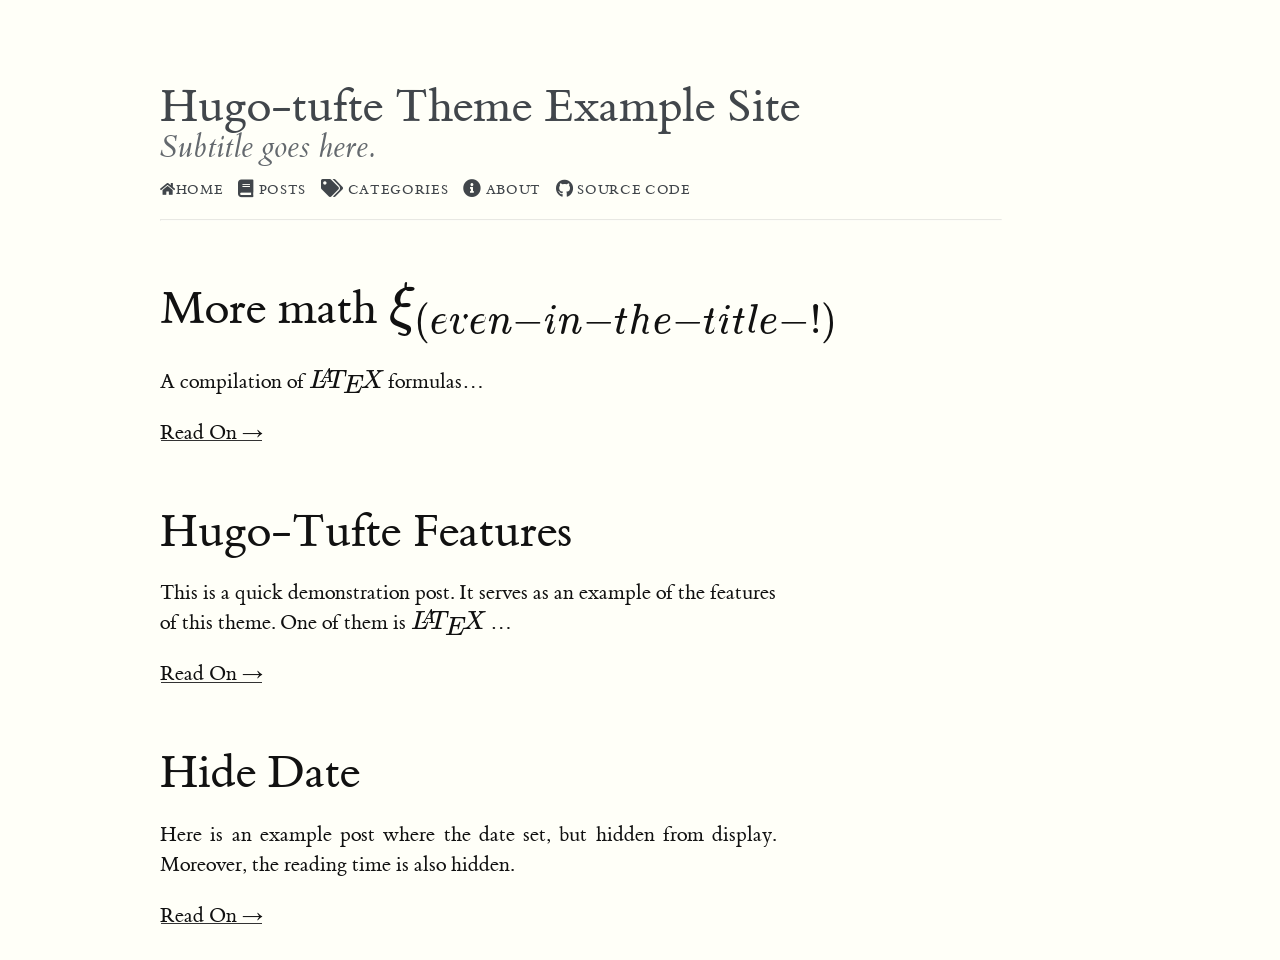 Hugo-tufte Theme Example Site
Subtitle goes here.
HOME POSTS CATEGORIES ABOUT SOURCE CODE
More math ξ(even−in−the−title−!)
A compilation of LATEX formulas…
Read On →
Hugo-Tufte Features
This is a quick demonstration post. It serves as an example of the features
of this theme. One of them is LATEX …
Read On →
Hide Date
Here is an example post where the date set, but hidden from display.
Moreover, the reading time is also hidden.
Read On →